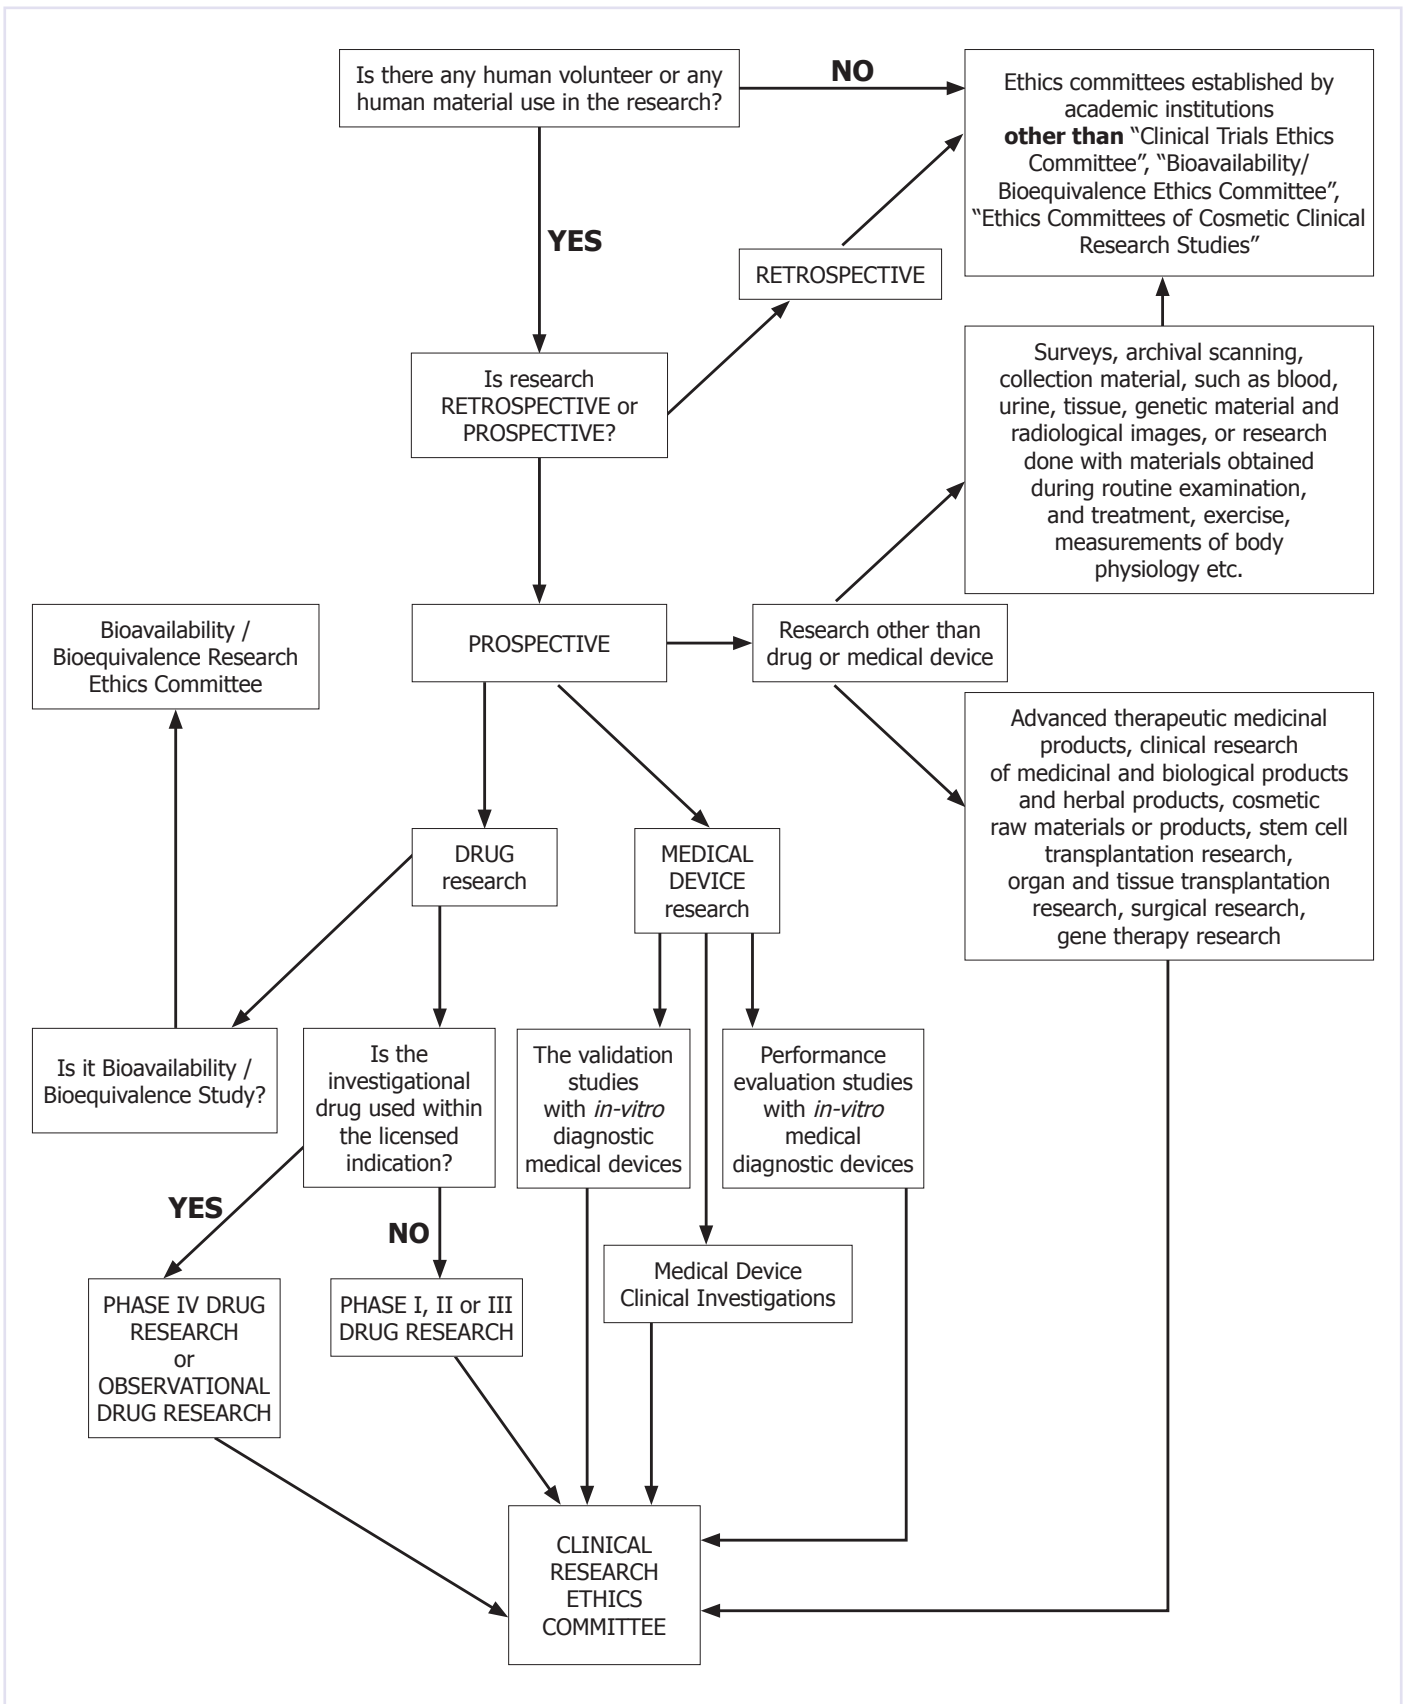 Is there any human volunteer or any
human material use in the research?
NO
Ethics committees established by
academic institutions
other than “Clinical Trials Ethics
Committee”, “Bioavailability/
Bioequivalence Ethics Committee”,
“Ethics Committees of Cosmetic Clinical
Research Studies”
YES
RETROSPECTIVE
Is research
RETROSPECTIVE or
PROSPECTIVE?
Surveys, archival scanning,
collection material, such as blood,
urine, tissue, genetic material and
radiological images, or research
done with materials obtained
during routine examination,
and treatment, exercise,
measurements of body
physiology etc.
Bioavailability /
Bioequivalence Research
Ethics Committee
PROSPECTIVE
Research other than
drug or medical device
Advanced therapeutic medicinal
products, clinical research
of medicinal and biological products
and herbal products, cosmetic
raw materials or products, stem cell
transplantation research,
organ and tissue transplantation
research, surgical research,
gene therapy research
DRUG
research
MEDICAL
DEVICE
research
Is it Bioavailability /
Bioequivalence Study?
Is the
investigational
drug used within
the licensed
indication?
The validation
studies
with in-vitro
diagnostic
medical devices
Performance
evaluation studies
with in-vitro
medical
diagnostic devices
YES
NO
Medical Device
Clinical Investigations
PHASE IV DRUG
RESEARCH
or
OBSERVATIONAL
DRUG RESEARCH
PHASE I, II or III
DRUG RESEARCH
CLINICAL
RESEARCH
ETHICS
COMMITTEE